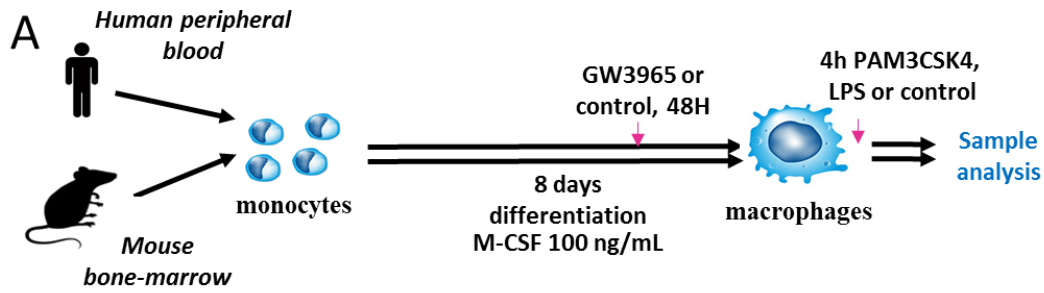 A
Human peripheral
blood
GW3965 or
control, 48H
4h PAM3CSK4,
LPS or control
Sample
analysis
monocytes
8 days
differentiation
M-CSF 100 ng/mL
macrophages
Mouse
bone-marrow